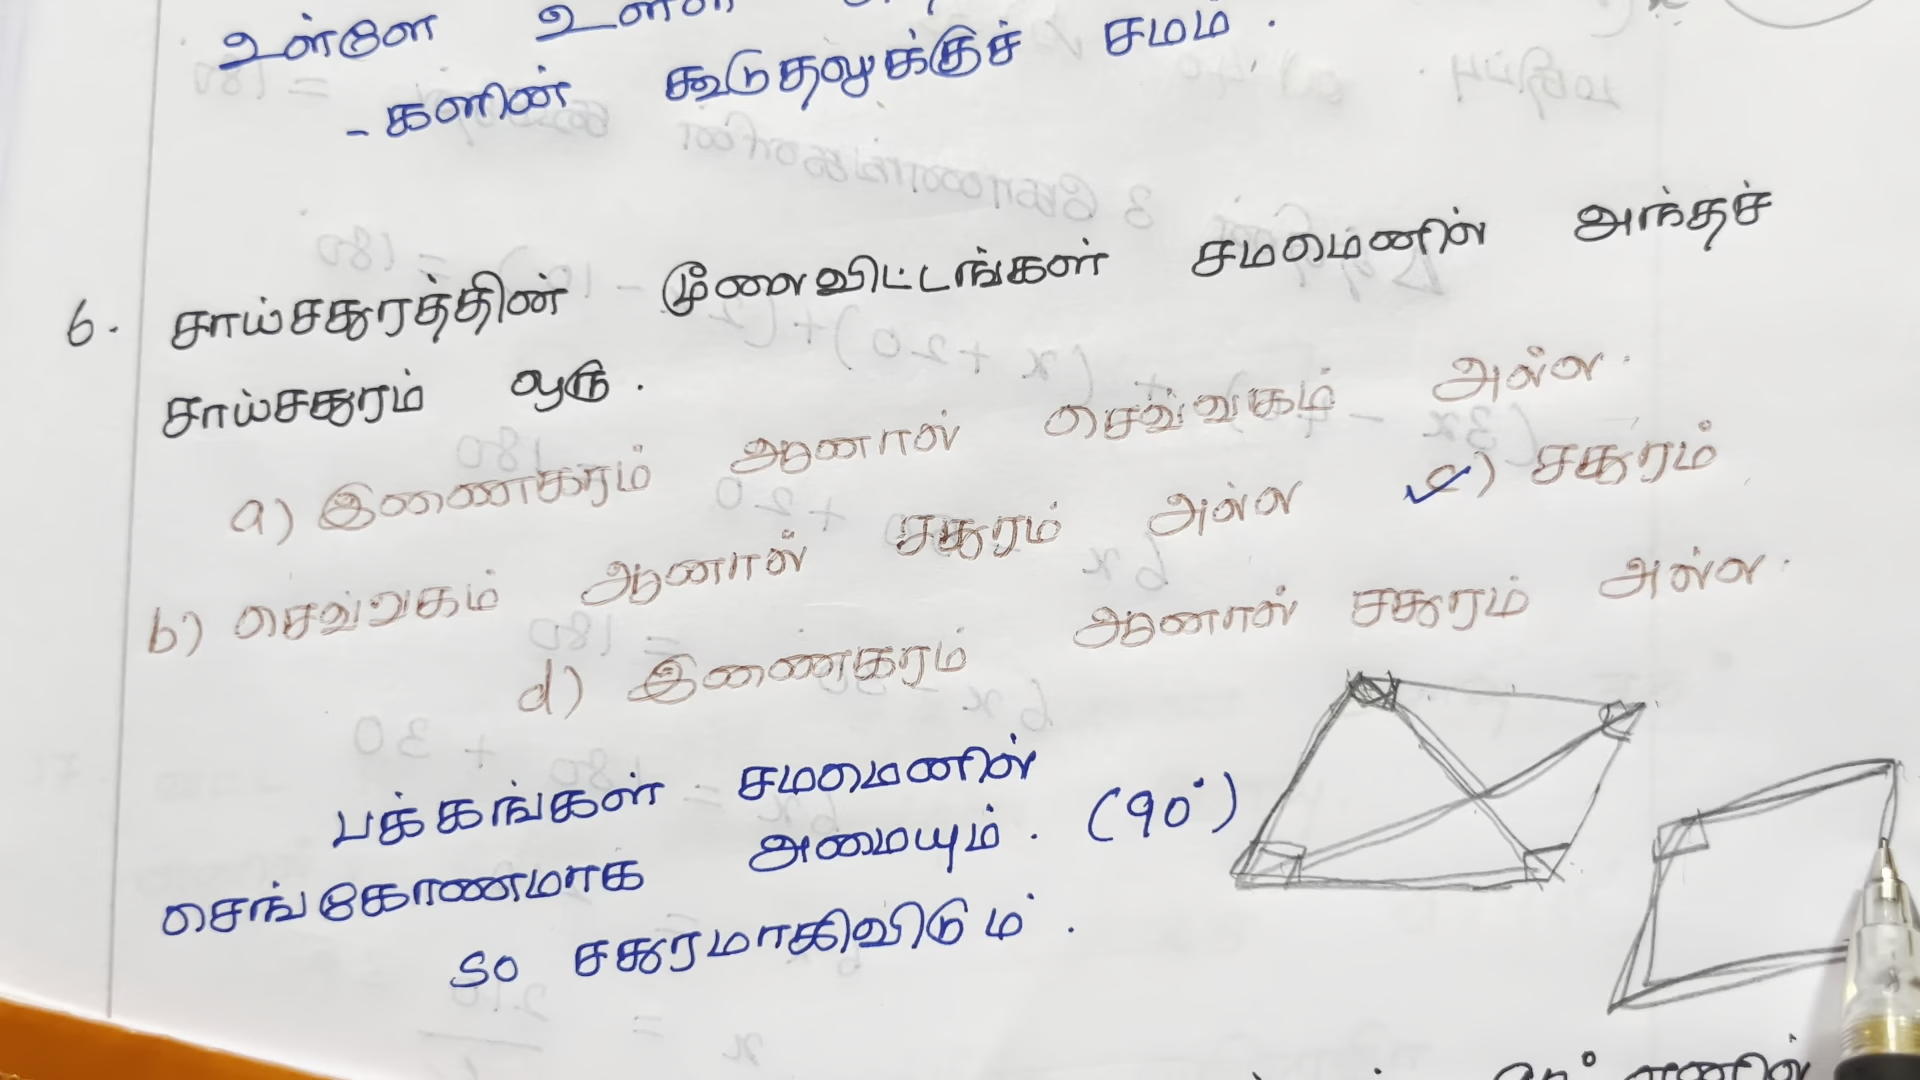 உள்ளே உள்ள
- களின் கூடுதலுக்குச் சமம்.
6. சாய்சதுரத்தின் மூலைவிட்டங்கள் சமமெனில் அந்தச்
சாய்சதுரம் ஒரு.
a) இணைகரம் ஆனால் செவ்வகம் அல்ல.
b) செவ்வகம் ஆனால் சதுரம் அல்ல c) சதுரம்
d) இணைகரம் ஆனால் சதுரம் அல்ல.
பக்கங்கள் சமமெனில்
செங்கோணமாக அமையும். (90°)
so சதுரமாகிவிடும்.